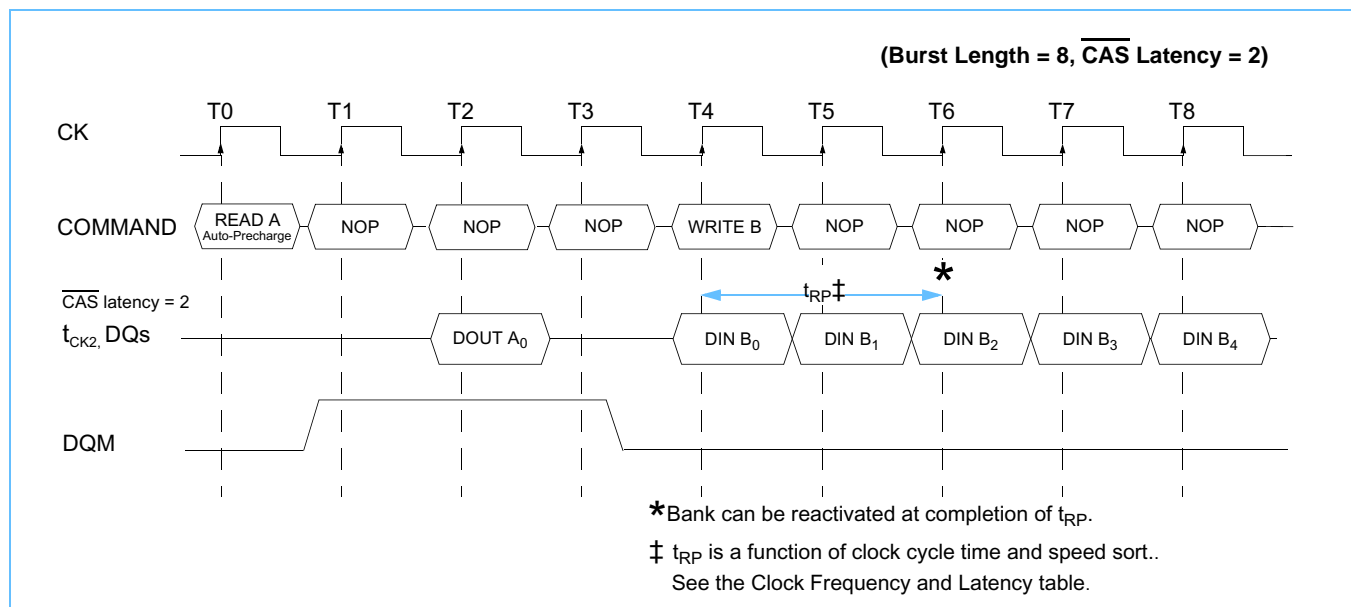 (Burst Length = 8, CAS Latency = 2)
T0 T1 T2 T3 T4 T5 T6 T7 T8
CK
COMMAND
READ A
Auto-Precharge
NOP NOP NOP WRITE B NOP NOP NOP NOP
*
tRP‡
CAS latency = 2
tCK2, DQs
DOUT A0 DIN B0 DIN B1 DIN B2 DIN B3 DIN B4
DQM
*Bank can be reactivated at completion of tRP.
‡ tRP is a function of clock cycle time and speed sort..
See the Clock Frequency and Latency table.